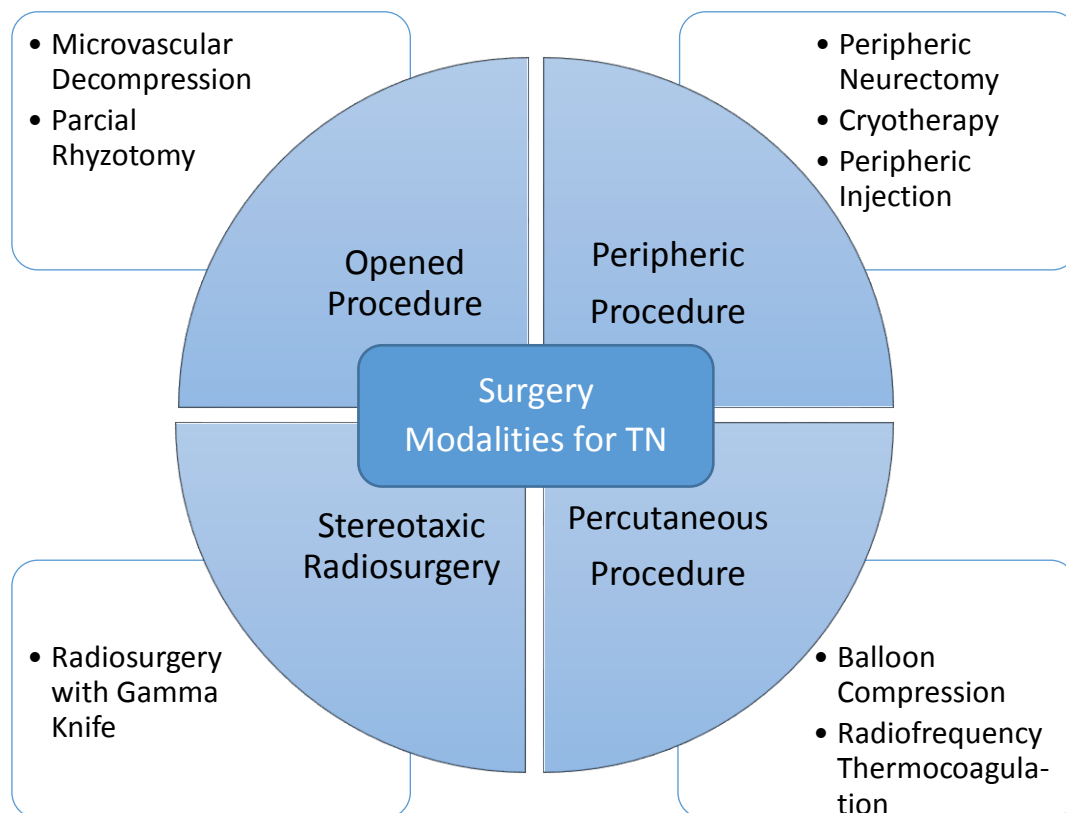 • Microvascular
Decompression
• Parcial
Rhyzotomy
• Peripheric
Neurectomy
• Cryotherapy
• Peripheric
Injection
Opened
Procedure
Peripheric
Procedure
Surgery
Modalities for TN
Stereotaxic
Radiosurgery
Percutaneous
Procedure
• Radiosurgery
with Gamma
Knife
• Balloon
Compression
• Radiofrequency
Thermocoagula-
tion